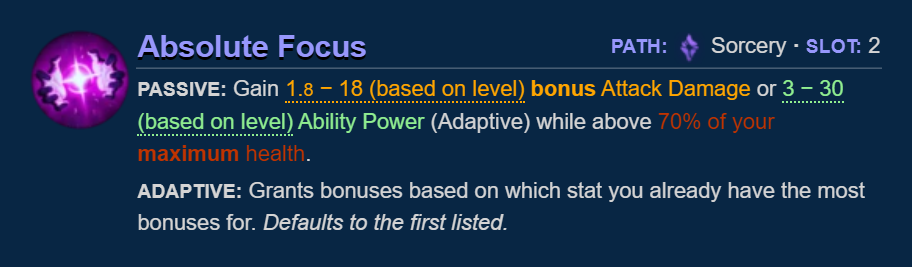 Absolute Focus PATH: Sorcery · SLOT: 2
PASSIVE: Gain 1.8 − 18 (based on level) bonus Attack Damage or 3 − 30
(based on level) Ability Power (Adaptive) while above 70% of your
maximum health.
ADAPTIVE: Grants bonuses based on which stat you already have the most
bonuses for. Defaults to the first listed.